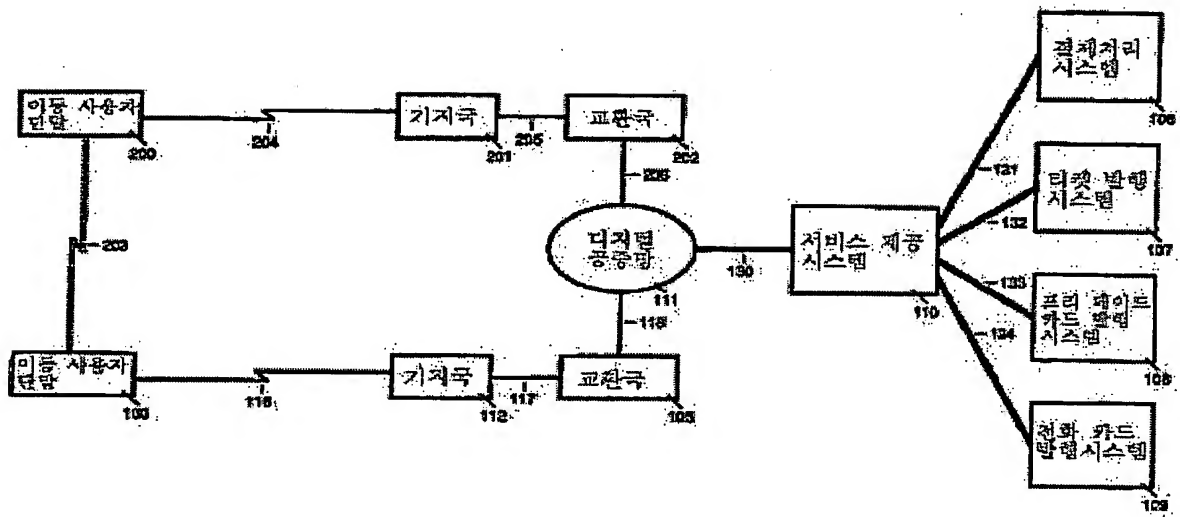 이동 사용자
단말
200
204
기지국
201
205
교환국
202
206
203
디지털
공중망
111
130
서비스 제공
시스템
110
131
132
133
134
결제처리
시스템
106
티켓 발행
시스템
107
프리 페이드
카드 발행
시스템
108
전화 카드
발행시스템
109
118
이동 사용자
단말
100
116
기지국
112
117
교환국
105